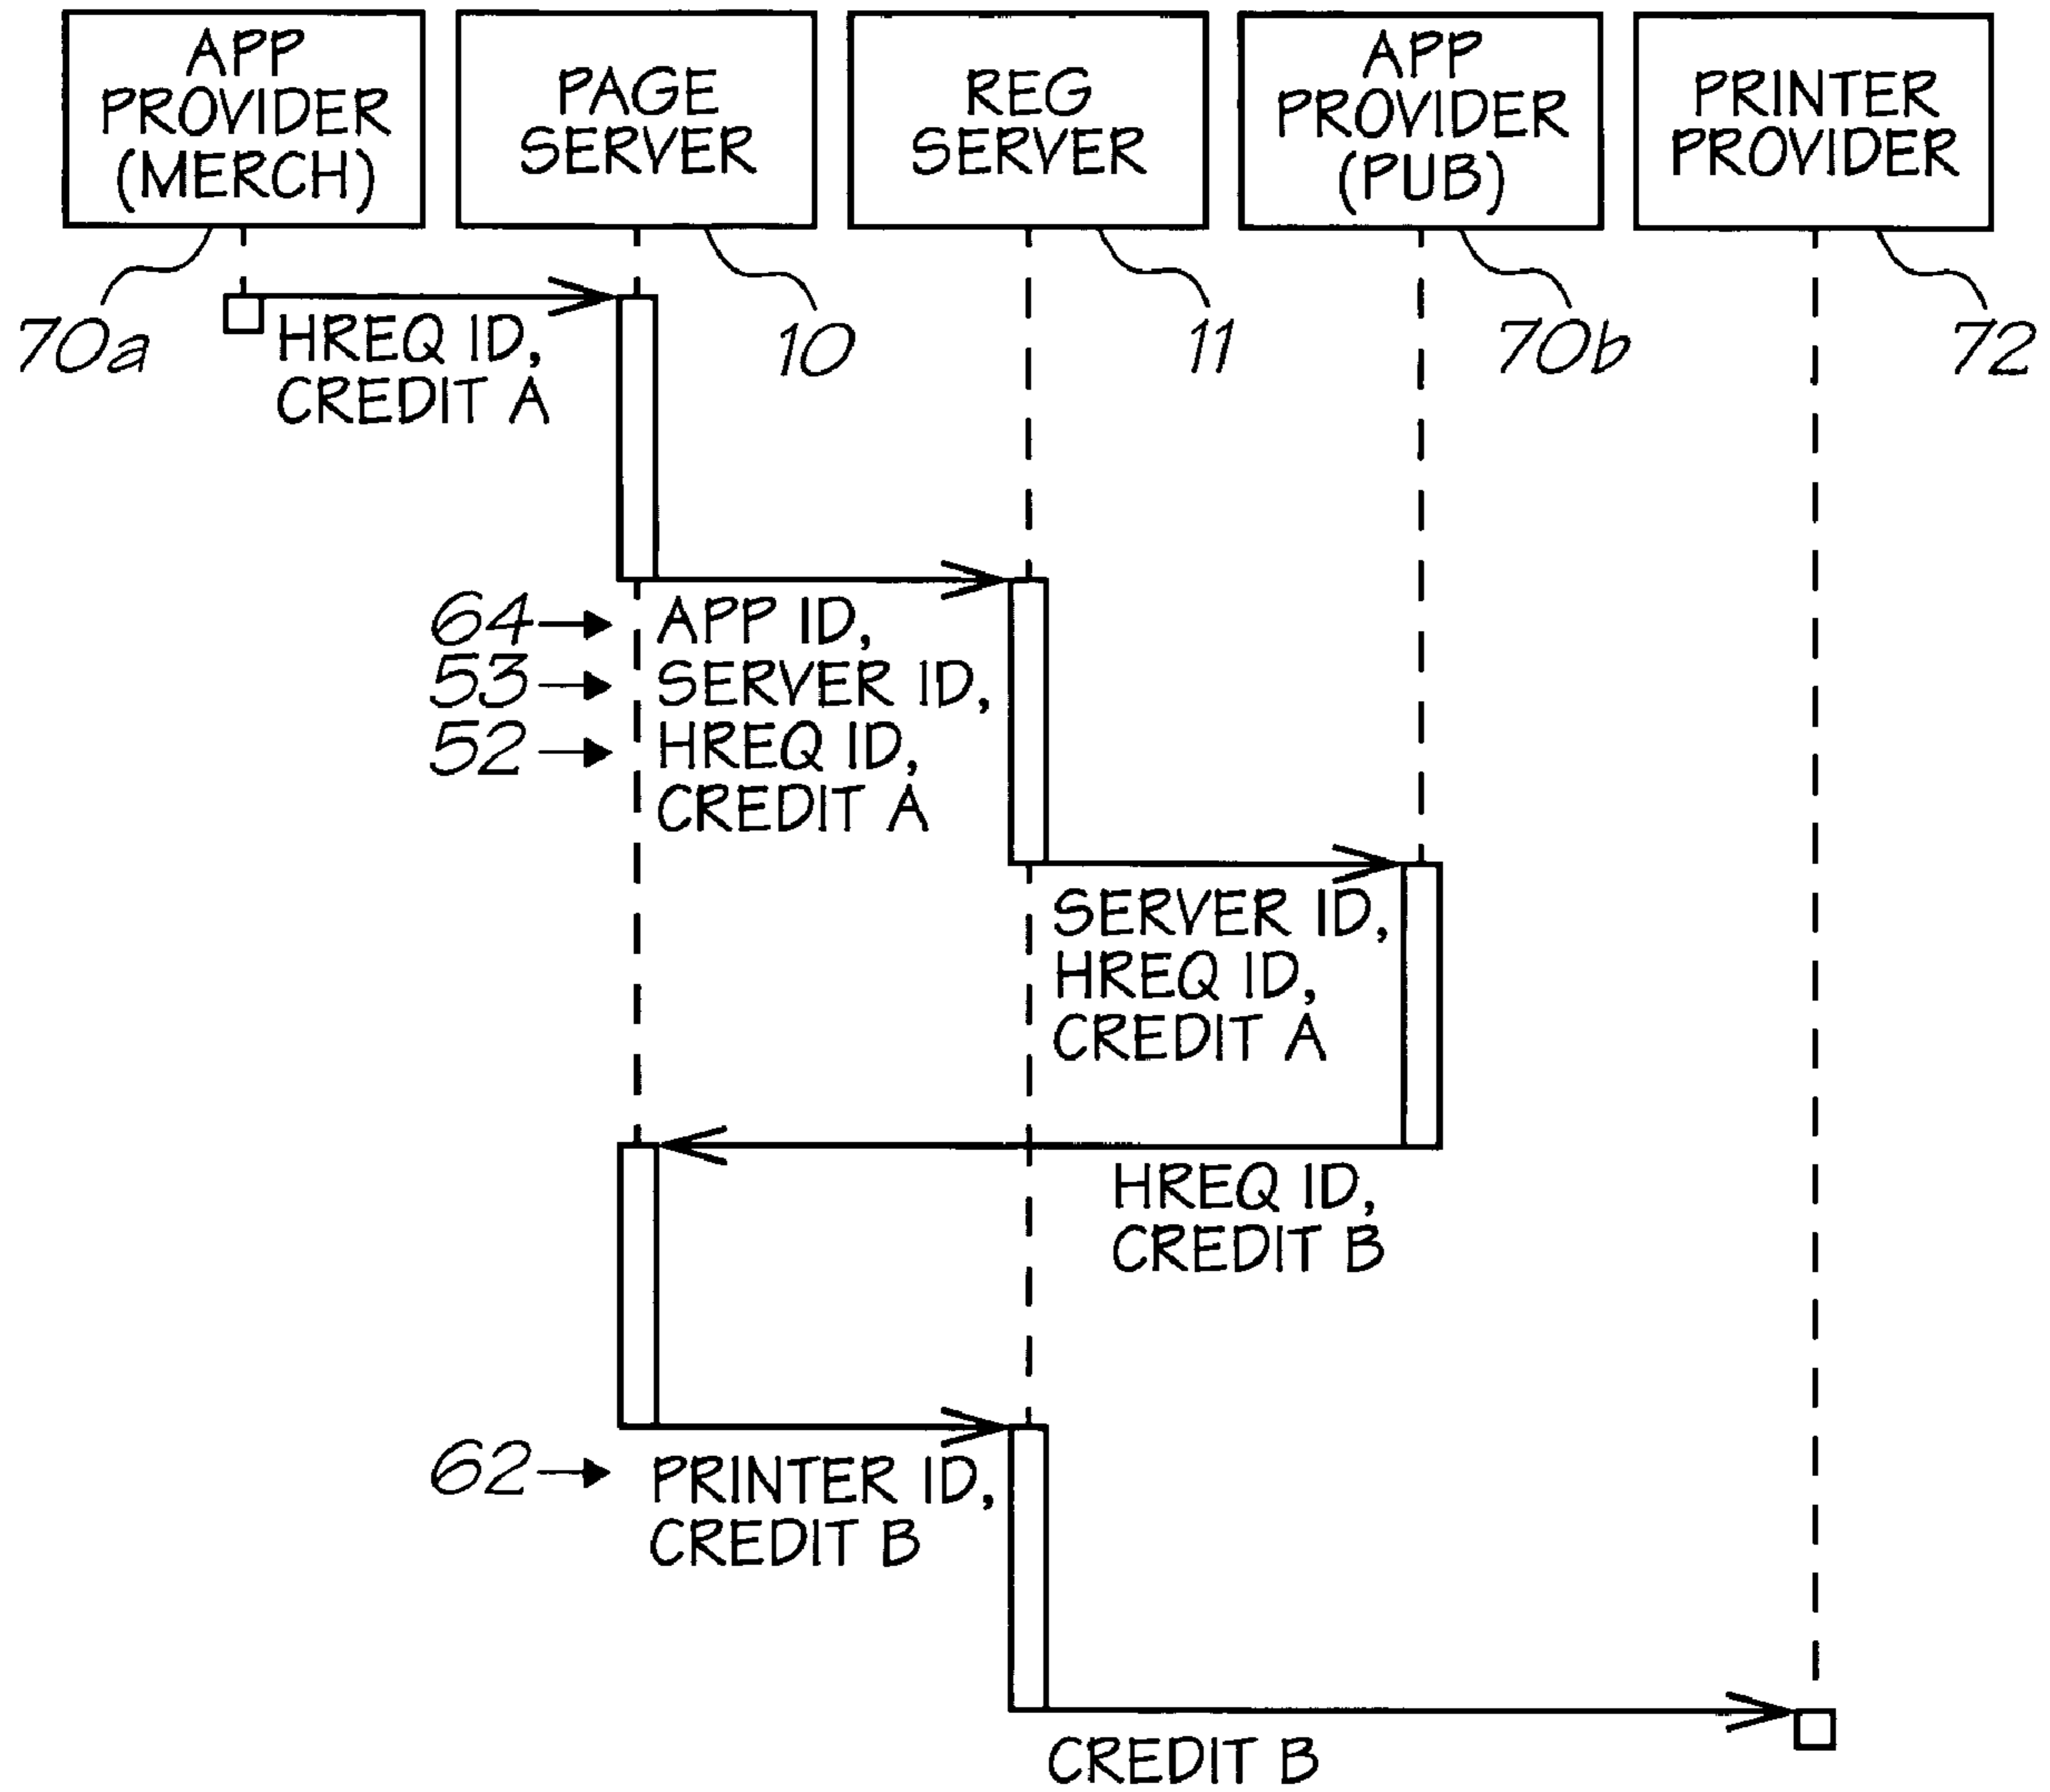 APP
PROVIDER
(MERCH)
PAGE
SERVER
REG
SERVER
APP
PROVIDER
(PUB)
PRINTER
PROVIDER
70a
10
11
70b
72
HREQ ID,
CREDIT A
64
APP ID,
53
SERVER ID,
52
HREQ ID,
CREDIT A
SERVER ID,
HREQ ID,
CREDIT A
HREQ ID,
CREDIT B
62
PRINTER ID,
CREDIT B
CREDIT B